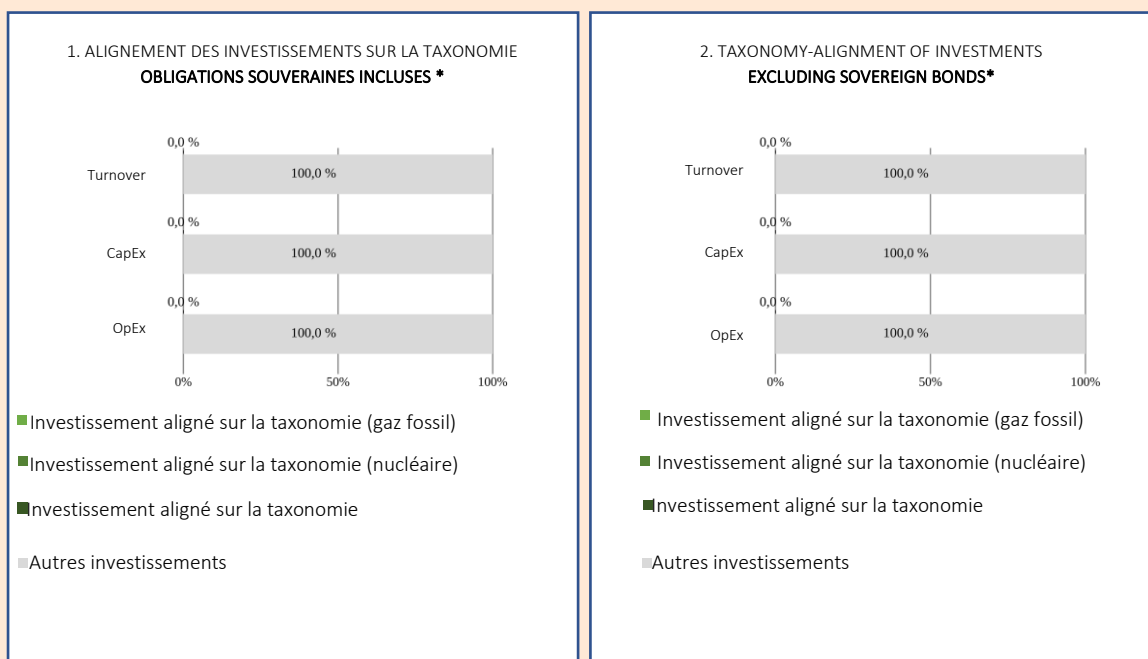 1. ALIGNEMENT DES INVESTISSEMENTS SUR LA TAXONOMIE
OBLIGATIONS SOUVERAINES INCLUSES *
0,0 %
Turnover
100,0 %
0,0 %
CapEx
100,0 %
0,0 %
OpEx
100,0 %
0%
50%
100%
Investissement aligné sur la taxonomie (gaz fossil)
Investissement aligné sur la taxonomie (nucléaire)
Investissement aligné sur la taxonomie
Autres investissements
2. TAXONOMY-ALIGNMENT OF INVESTMENTS
EXCLUDING SOVEREIGN BONDS*
0,0 %
Turnover
100,0 %
0,0 %
CapEx
100,0 %
0,0 %
OpEx
100,0 %
0%
50%
100%
Investissement aligné sur la taxonomie (gaz fossil)
Investissement aligné sur la taxonomie (nucléaire)
Investissement aligné sur la taxonomie
Autres investissements